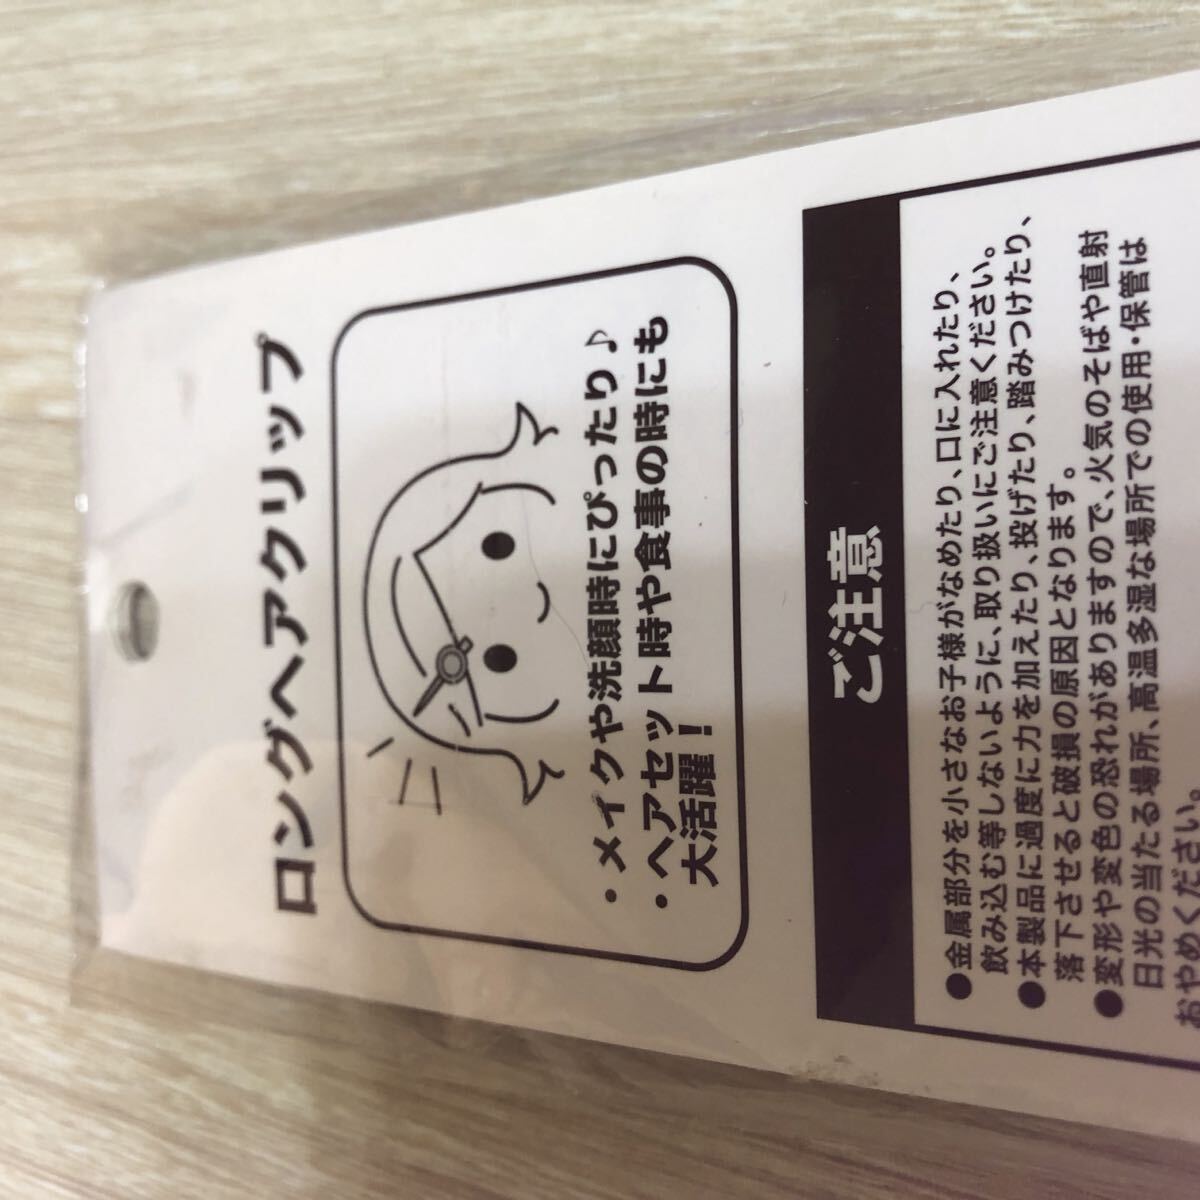 ロングヘアクリップ
・メイクや洗顔時にぴったり♪
・ヘアセット時や食事の時にも
大活躍！
ご注意
●金属部分を小さなお子様がなめたり、口に入れたり、
飲み込む等しないように、取り扱いにご注意ください。
●本製品に過度に力を加えたり、投げたり、踏みつけたり、
落下させると破損の原因となります。
●変形や変色の恐れがありますので、火気のそばや直射
日光の当たる場所、高温多湿な場所での使用・保管は
おやめください。